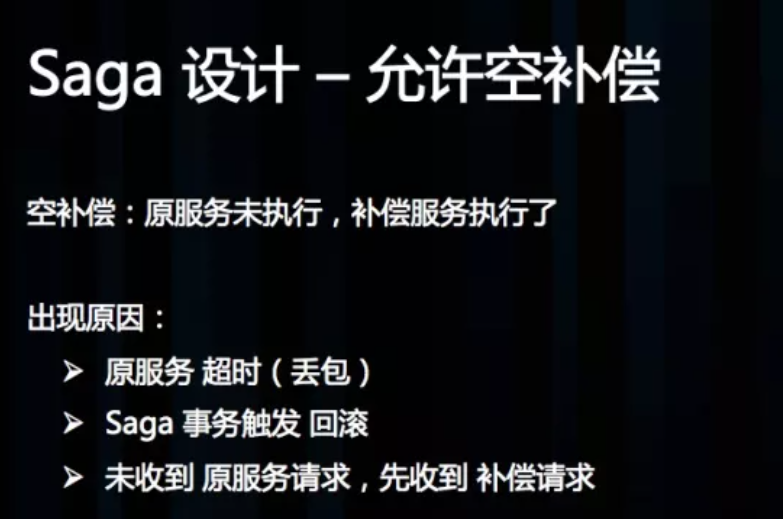 Saga 设计 – 允许空补偿
空补偿：原服务未执行，补偿服务执行了
出现原因：
➢ 原服务 超时（丢包）
➢ Saga 事务触发 回滚
➢ 未收到 原服务请求，先收到 补偿请求